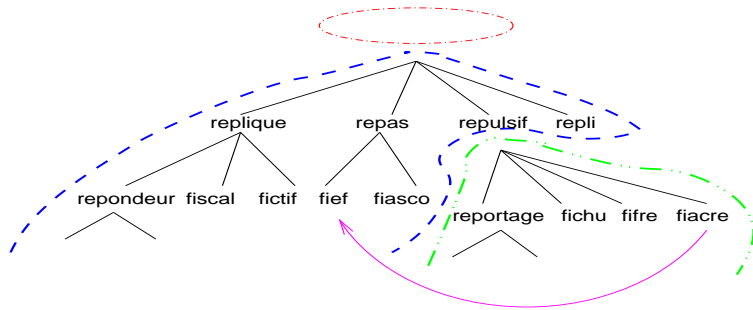 replique repas repulsif repli
repondeur fiscal fictif fief fiasco
reportage fichu fifre fiacre